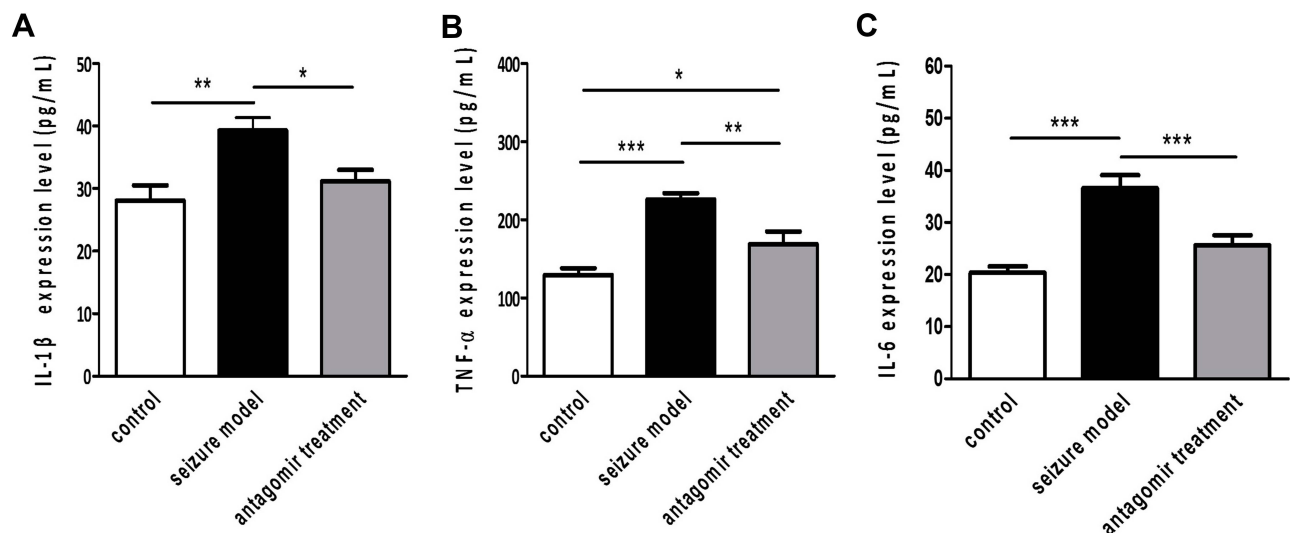 A
IL-1β expression level (pg/mL)
50
40
30
20
10
0
**
*
control
seizure model
antagomir treatment
B
TNF-α expression level (pg/mL)
400
300
200
100
0
*
**
***
control
seizure model
antagomir treatment
C
IL-6 expression level (pg/mL)
60
50
40
30
20
10
0
***
***
control
seizure model
antagomir treatment